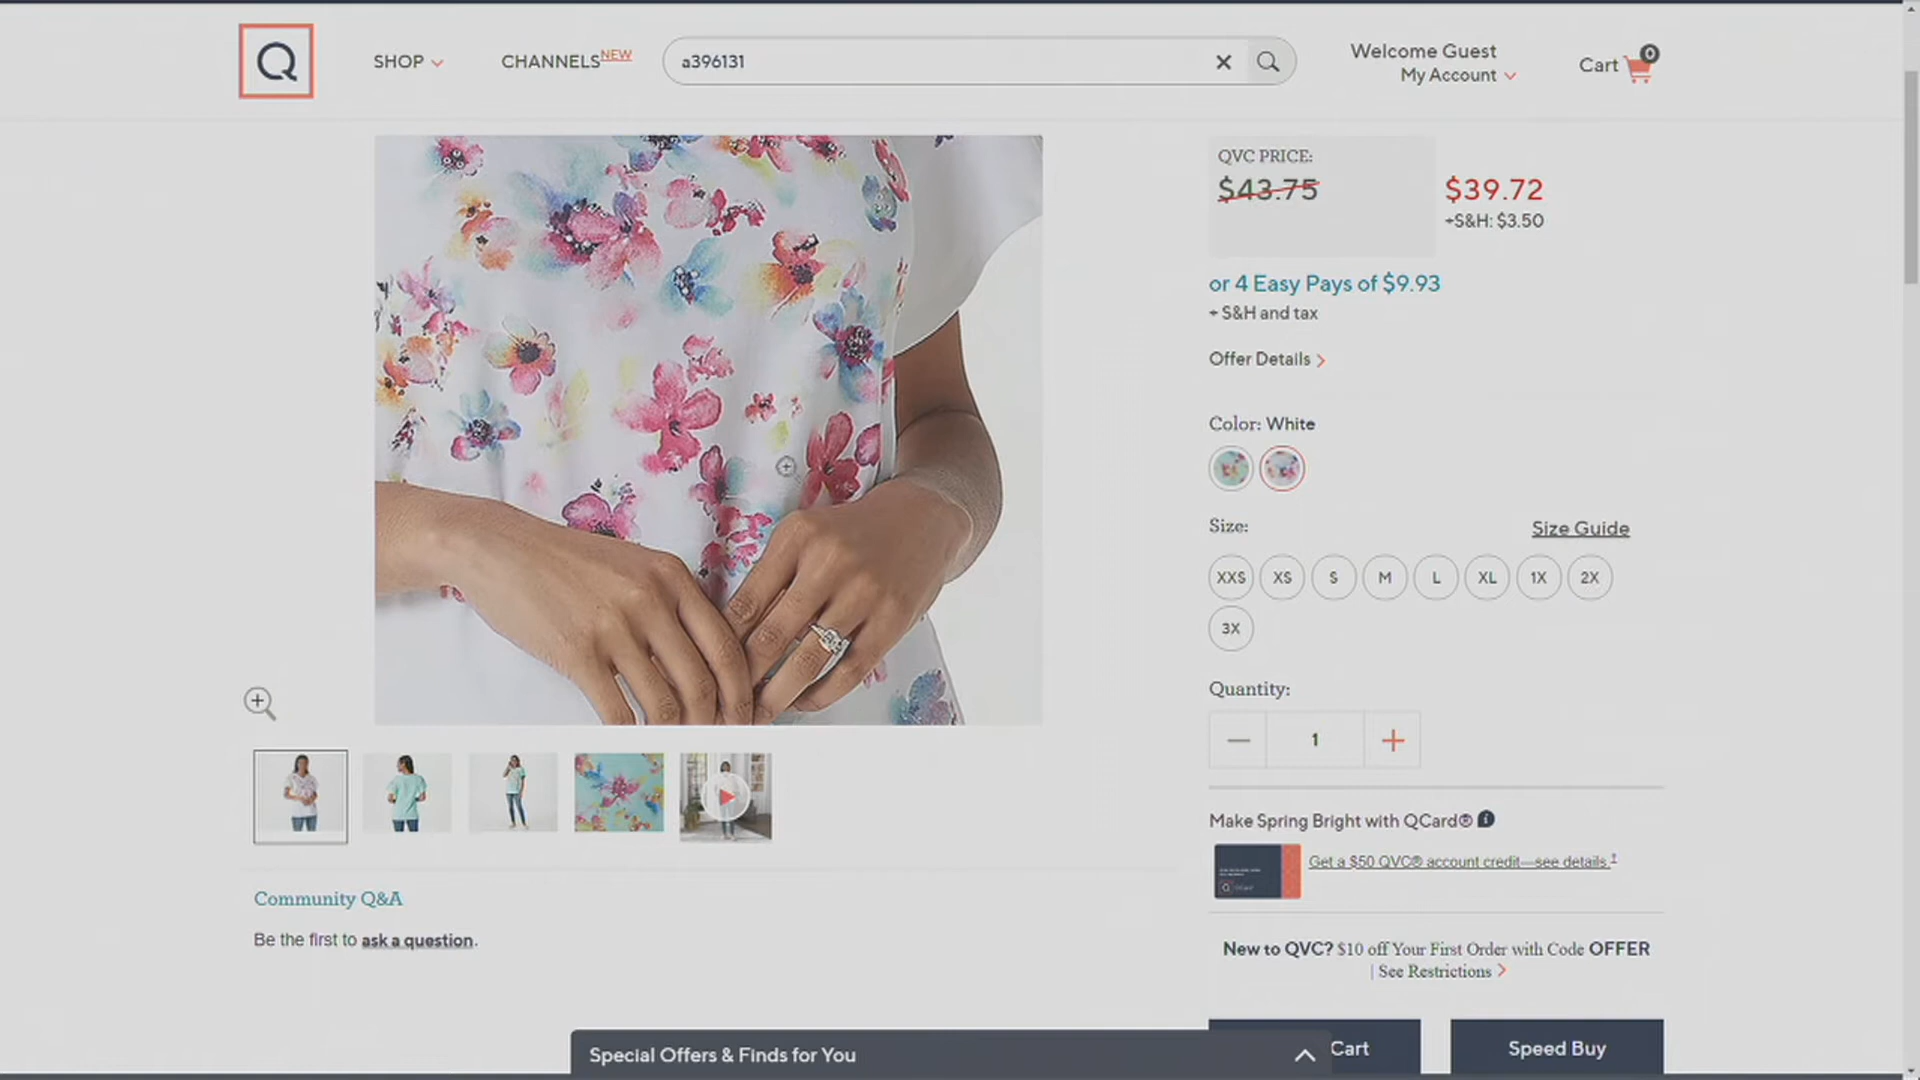 Q
SHOP
CHANNELS NEW
a396131
Welcome Guest
My Account
Cart 0
QVC PRICE:
$43.75
$39.72
+S&H: $3.50
or 4 Easy Pays of $9.93
+ S&H and tax
Offer Details
Color: White
Size:
Size Guide
XXS XS S M L XL 1X 2X
3X
Quantity:
1
Make Spring Bright with QCard®
Get a $50 QVC® account credit—see details.
Community Q&A
Be the first to ask a question.
New to QVC? $10 off Your First Order with Code OFFER
| See Restrictions
Special Offers & Finds for You
Cart
Speed Buy